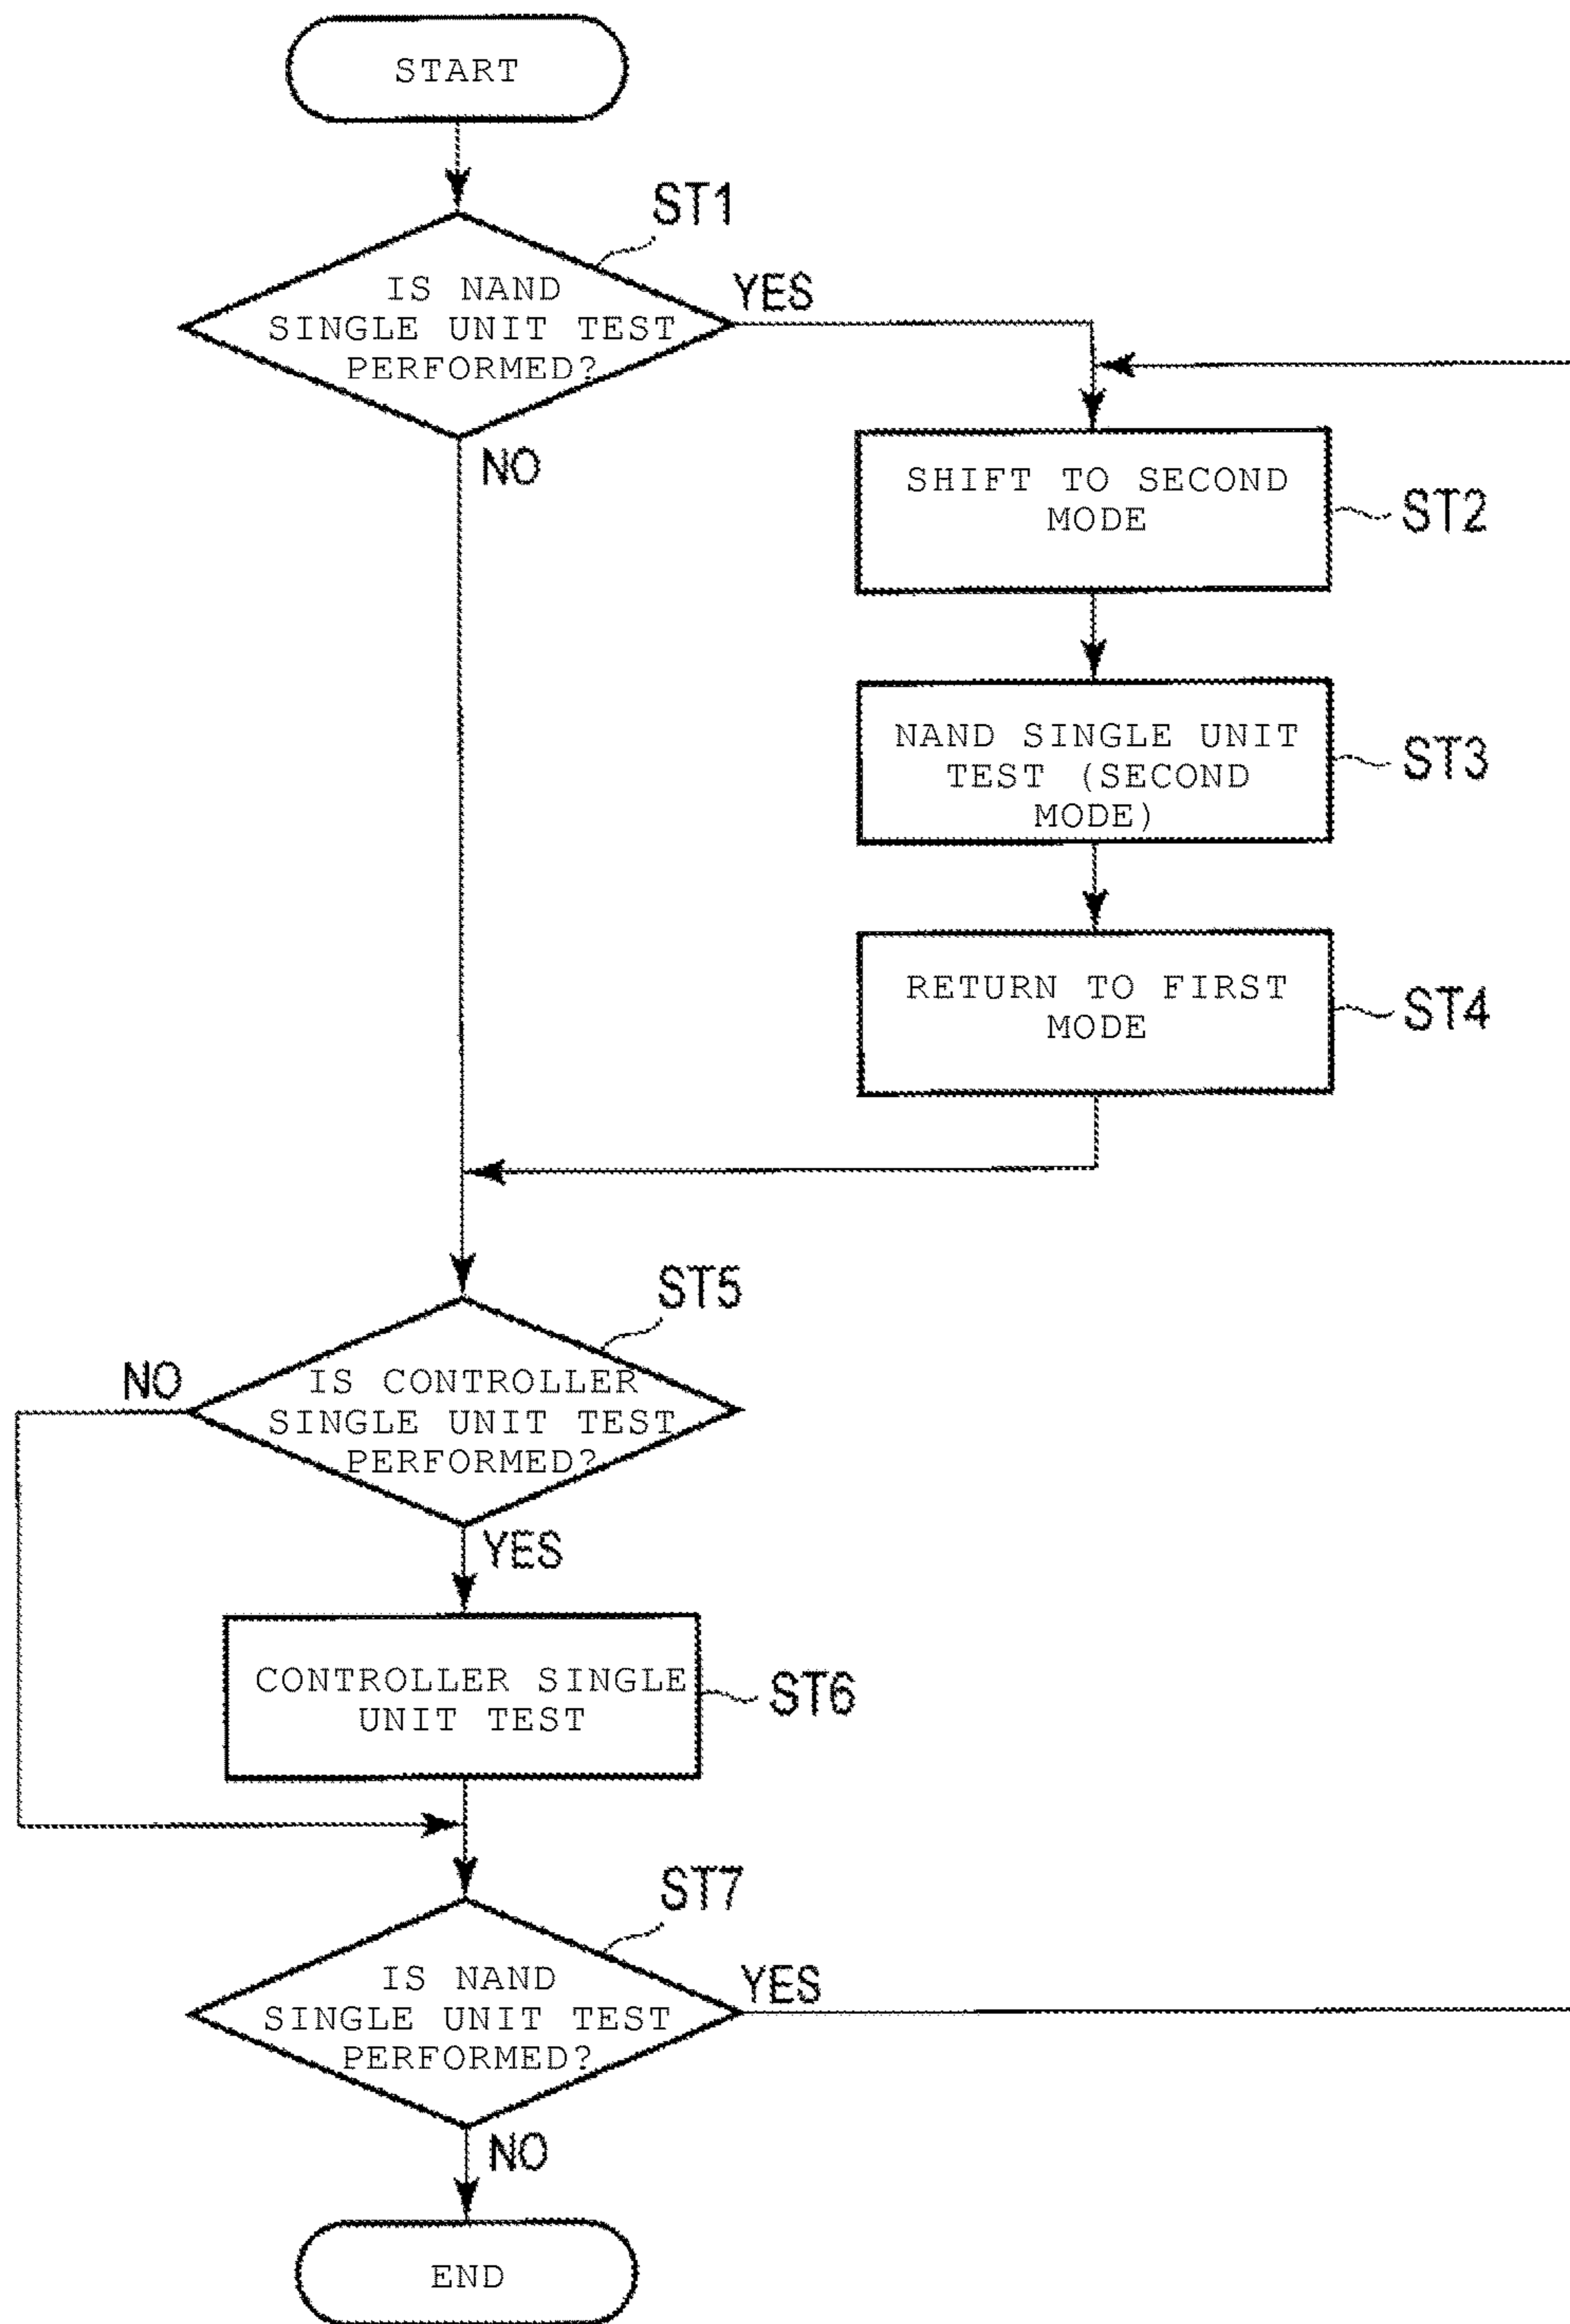 START
ST1
IS NAND
SINGLE UNIT TEST
PERFORMED?
YES
NO
SHIFT TO SECOND
MODE
ST2
NAND SINGLE UNIT
TEST (SECOND
MODE)
ST3
RETURN TO FIRST
MODE
ST4
ST5
NO
IS CONTROLLER
SINGLE UNIT TEST
PERFORMED?
YES
CONTROLLER SINGLE
UNIT TEST
ST6
ST7
IS NAND
SINGLE UNIT TEST
PERFORMED?
YES
NO
END